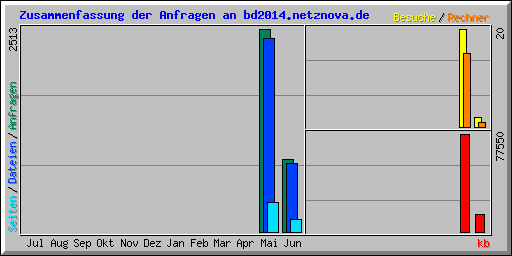 Zusammenfassung der Anfragen an bd2014.netznova.de
Besuche / Rechner
2513
Seiten / Dateien / Anfragen
20
77550
Jul Aug Sep Okt Nov Dez Jan Feb Mar Apr Mai Jun
kb